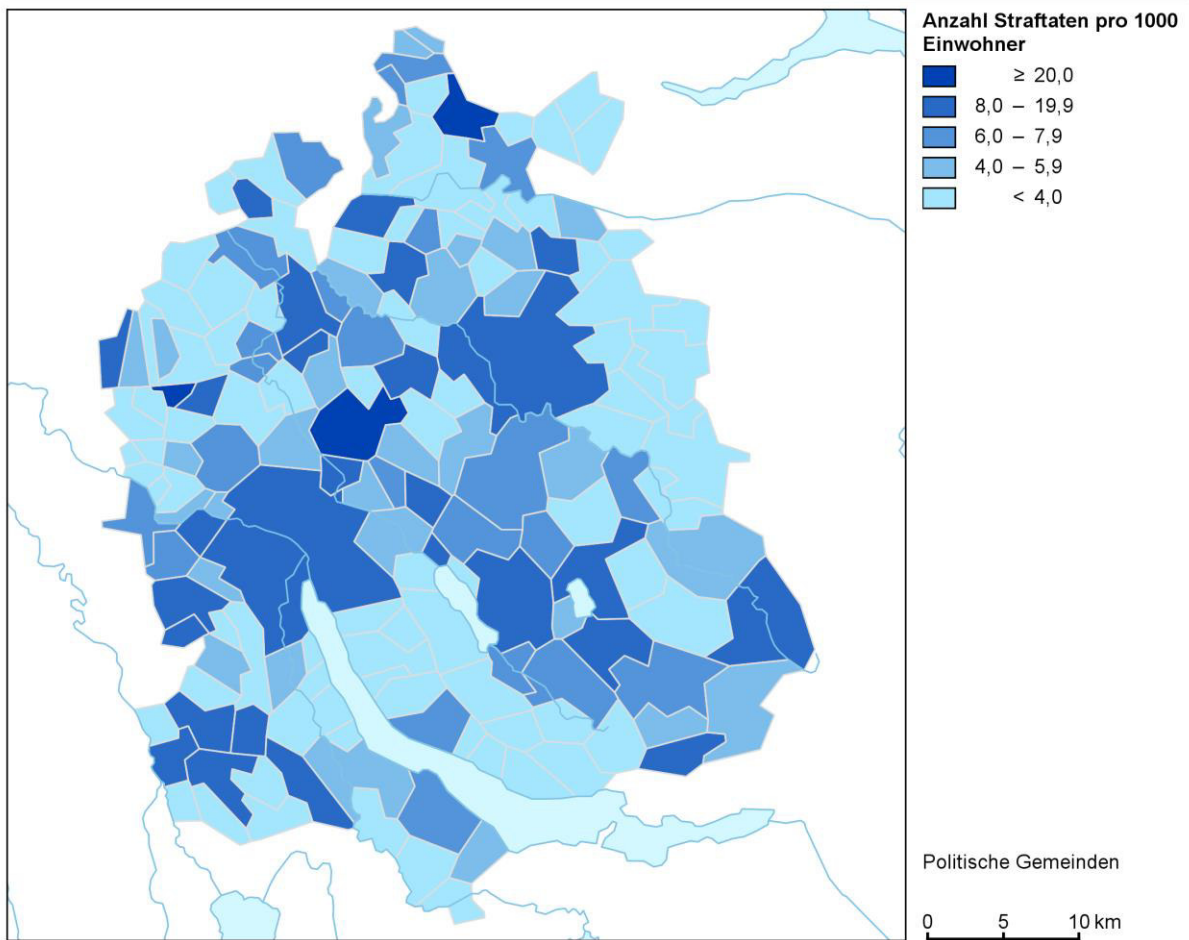 Anzahl Straftaten pro 1000
Einwohner
≥ 20,0
8,0 – 19,9
6,0 – 7,9
4,0 – 5,9
< 4,0
Politische Gemeinden
0 5 10 km